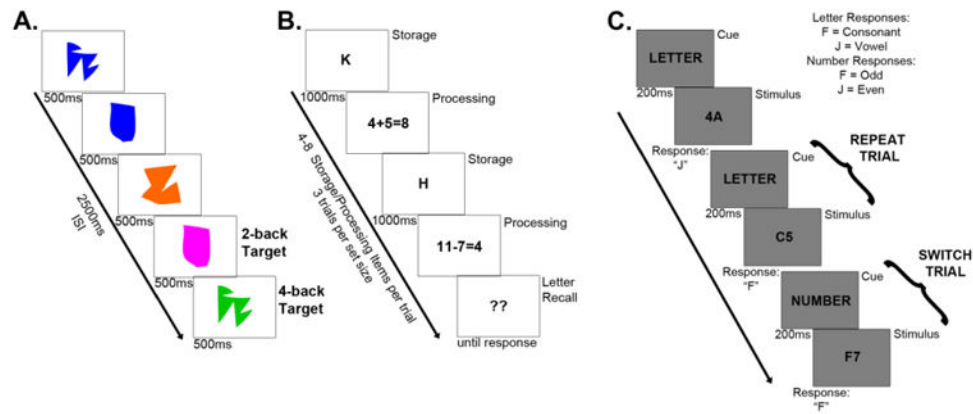 A.
500ms
500ms
500ms
2-back
Target
500ms
4-back
Target
500ms
2500ms
ISI
B.
Storage
K
1000ms
Processing
4+5=8
Storage
H
1000ms
Processing
11-7=4
Letter
Recall
??
until response
4-8 Storage/Processing Items per trial
3 trials per set size
C.
Letter Responses:
F = Consonant
J = Vowel
Number Responses:
F = Odd
J = Even
Cue
LETTER
200ms
Stimulus
4A
Response:
"J"
REPEAT
TRIAL
Cue
LETTER
200ms
Stimulus
C5
Response:
"F"
SWITCH
TRIAL
Cue
NUMBER
200ms
Stimulus
F7
Response:
"F"